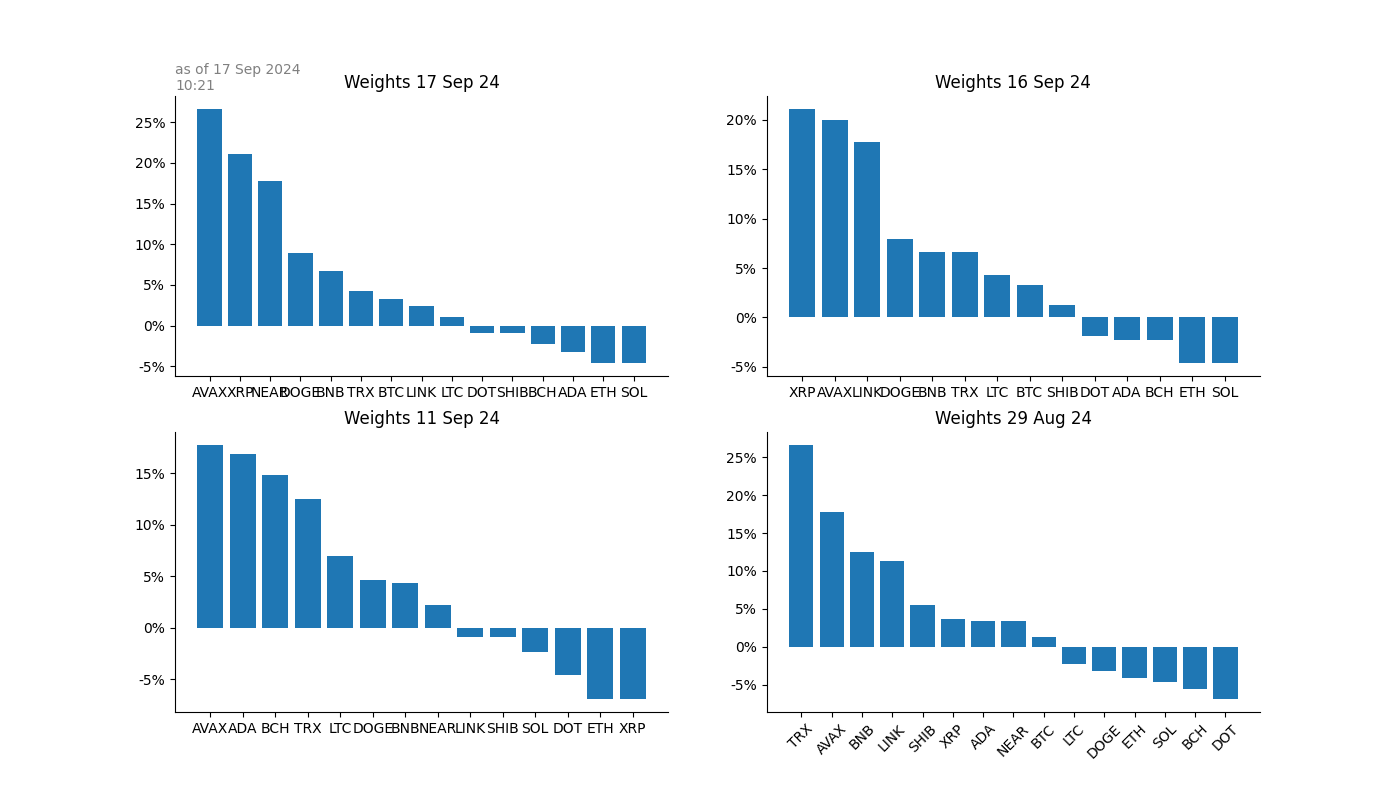 as of 17 Sep 2024
10:21
Weights 17 Sep 24
25%
20%
15%
10%
5%
0%
-5%
AVAX XRP NEAR DOGE BNB TRX BTC LINK LTC DOT SHIB BCH ADA ETH SOL
Weights 16 Sep 24
20%
15%
10%
5%
0%
-5%
XRP AVAX LINK DOGE BNB TRX LTC BTC SHIB DOT ADA BCH ETH SOL
Weights 11 Sep 24
15%
10%
5%
0%
-5%
AVAX ADA BCH TRX LTC DOGE BNB NEAR LINK SHIB SOL DOT ETH XRP
Weights 29 Aug 24
25%
20%
15%
10%
5%
0%
-5%
TRX AVAX BNB LINK SHIB XRP ADA NEAR BTC LTC DOGE ETH SOL BCH DOT